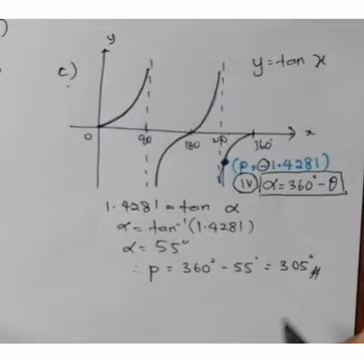 )
y
c)
y = tan x
0 90 180 270 360° x
(p, -1.4281)
IV α = 360° - θ
1.4281 = tan α
α = tan⁻¹(1.4281)
α = 55°
∴ p = 360° - 55° = 305°